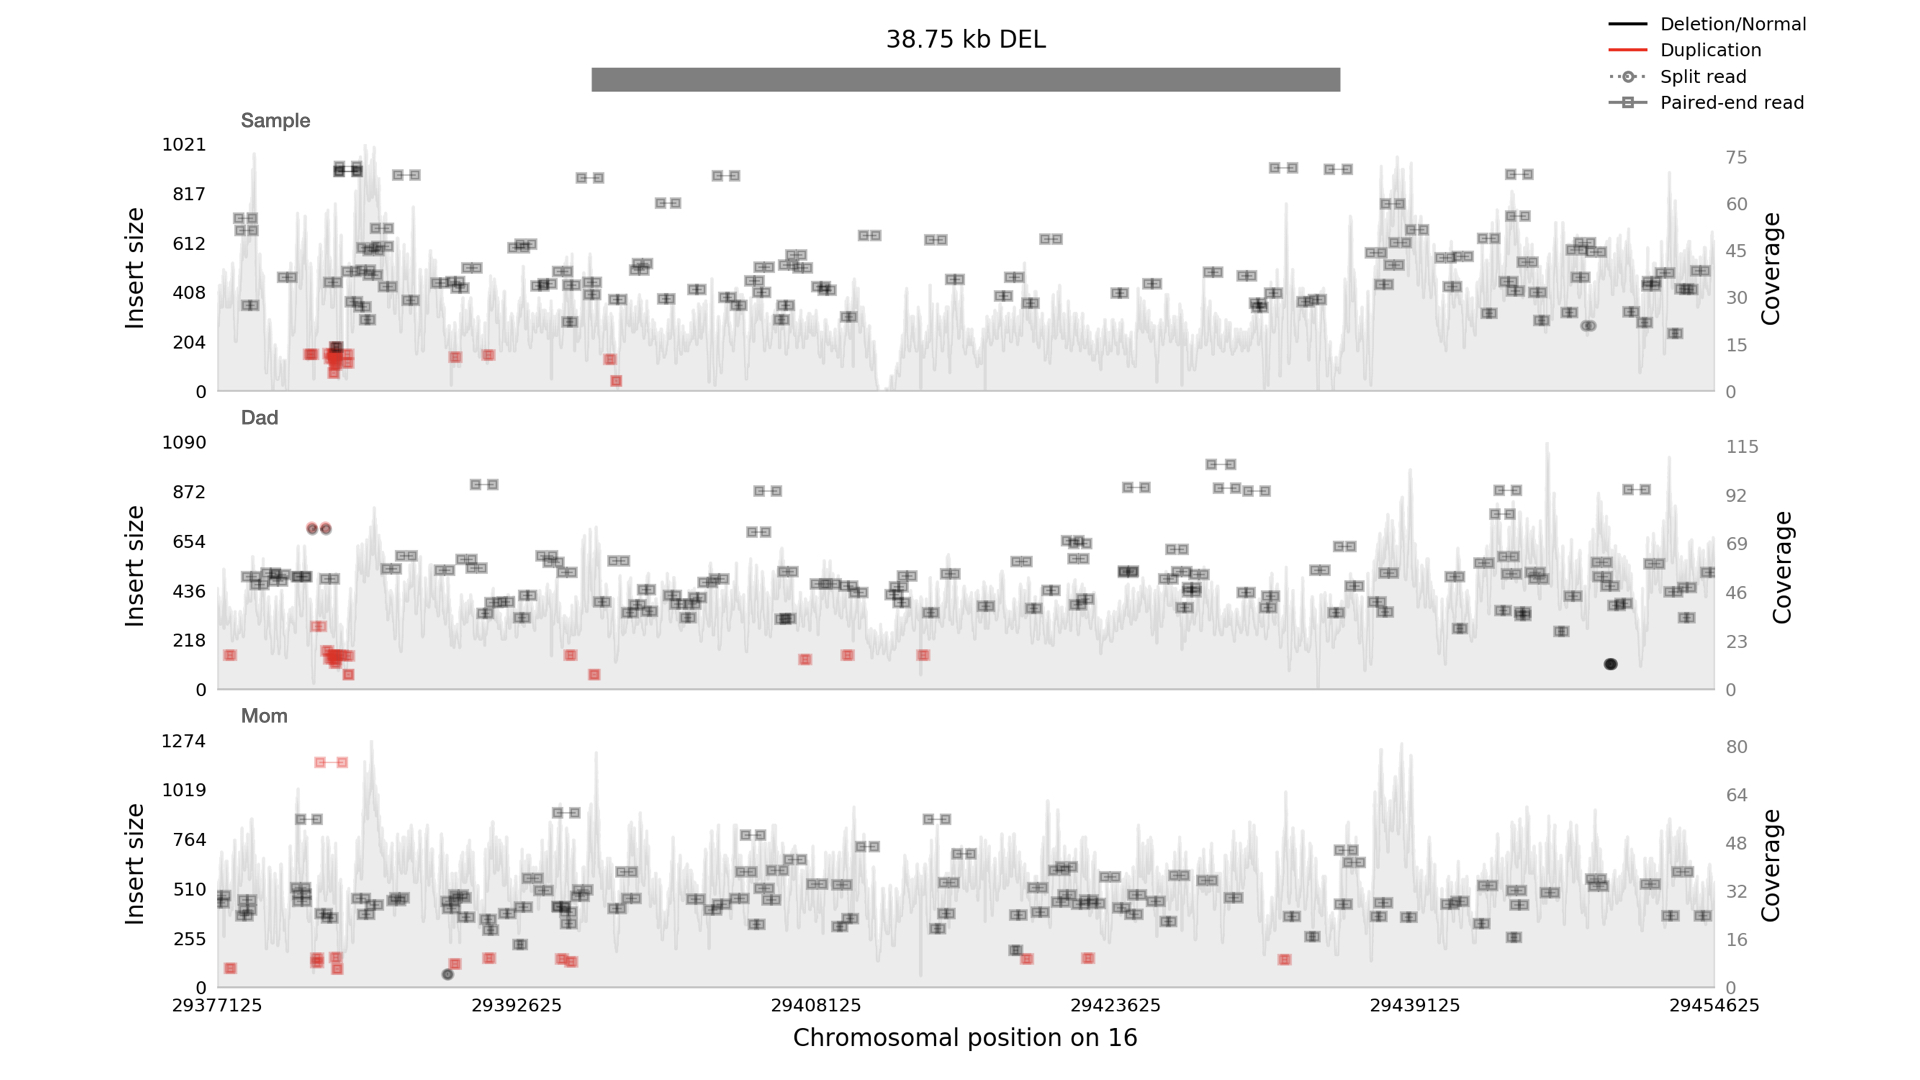 38.75 kb DEL
Deletion/Normal
Duplication
Split read
Paired-end read
Sample
1021
817
612
408
204
0
Insert size
75
60
45
30
15
0
Coverage
Dad
1090
872
654
436
218
0
Insert size
115
92
69
46
23
0
Coverage
Mom
1274
1019
764
510
255
0
Insert size
80
64
48
32
16
0
Coverage
29377125 29392625 29408125 29423625 29439125 29454625
Chromosomal position on 16